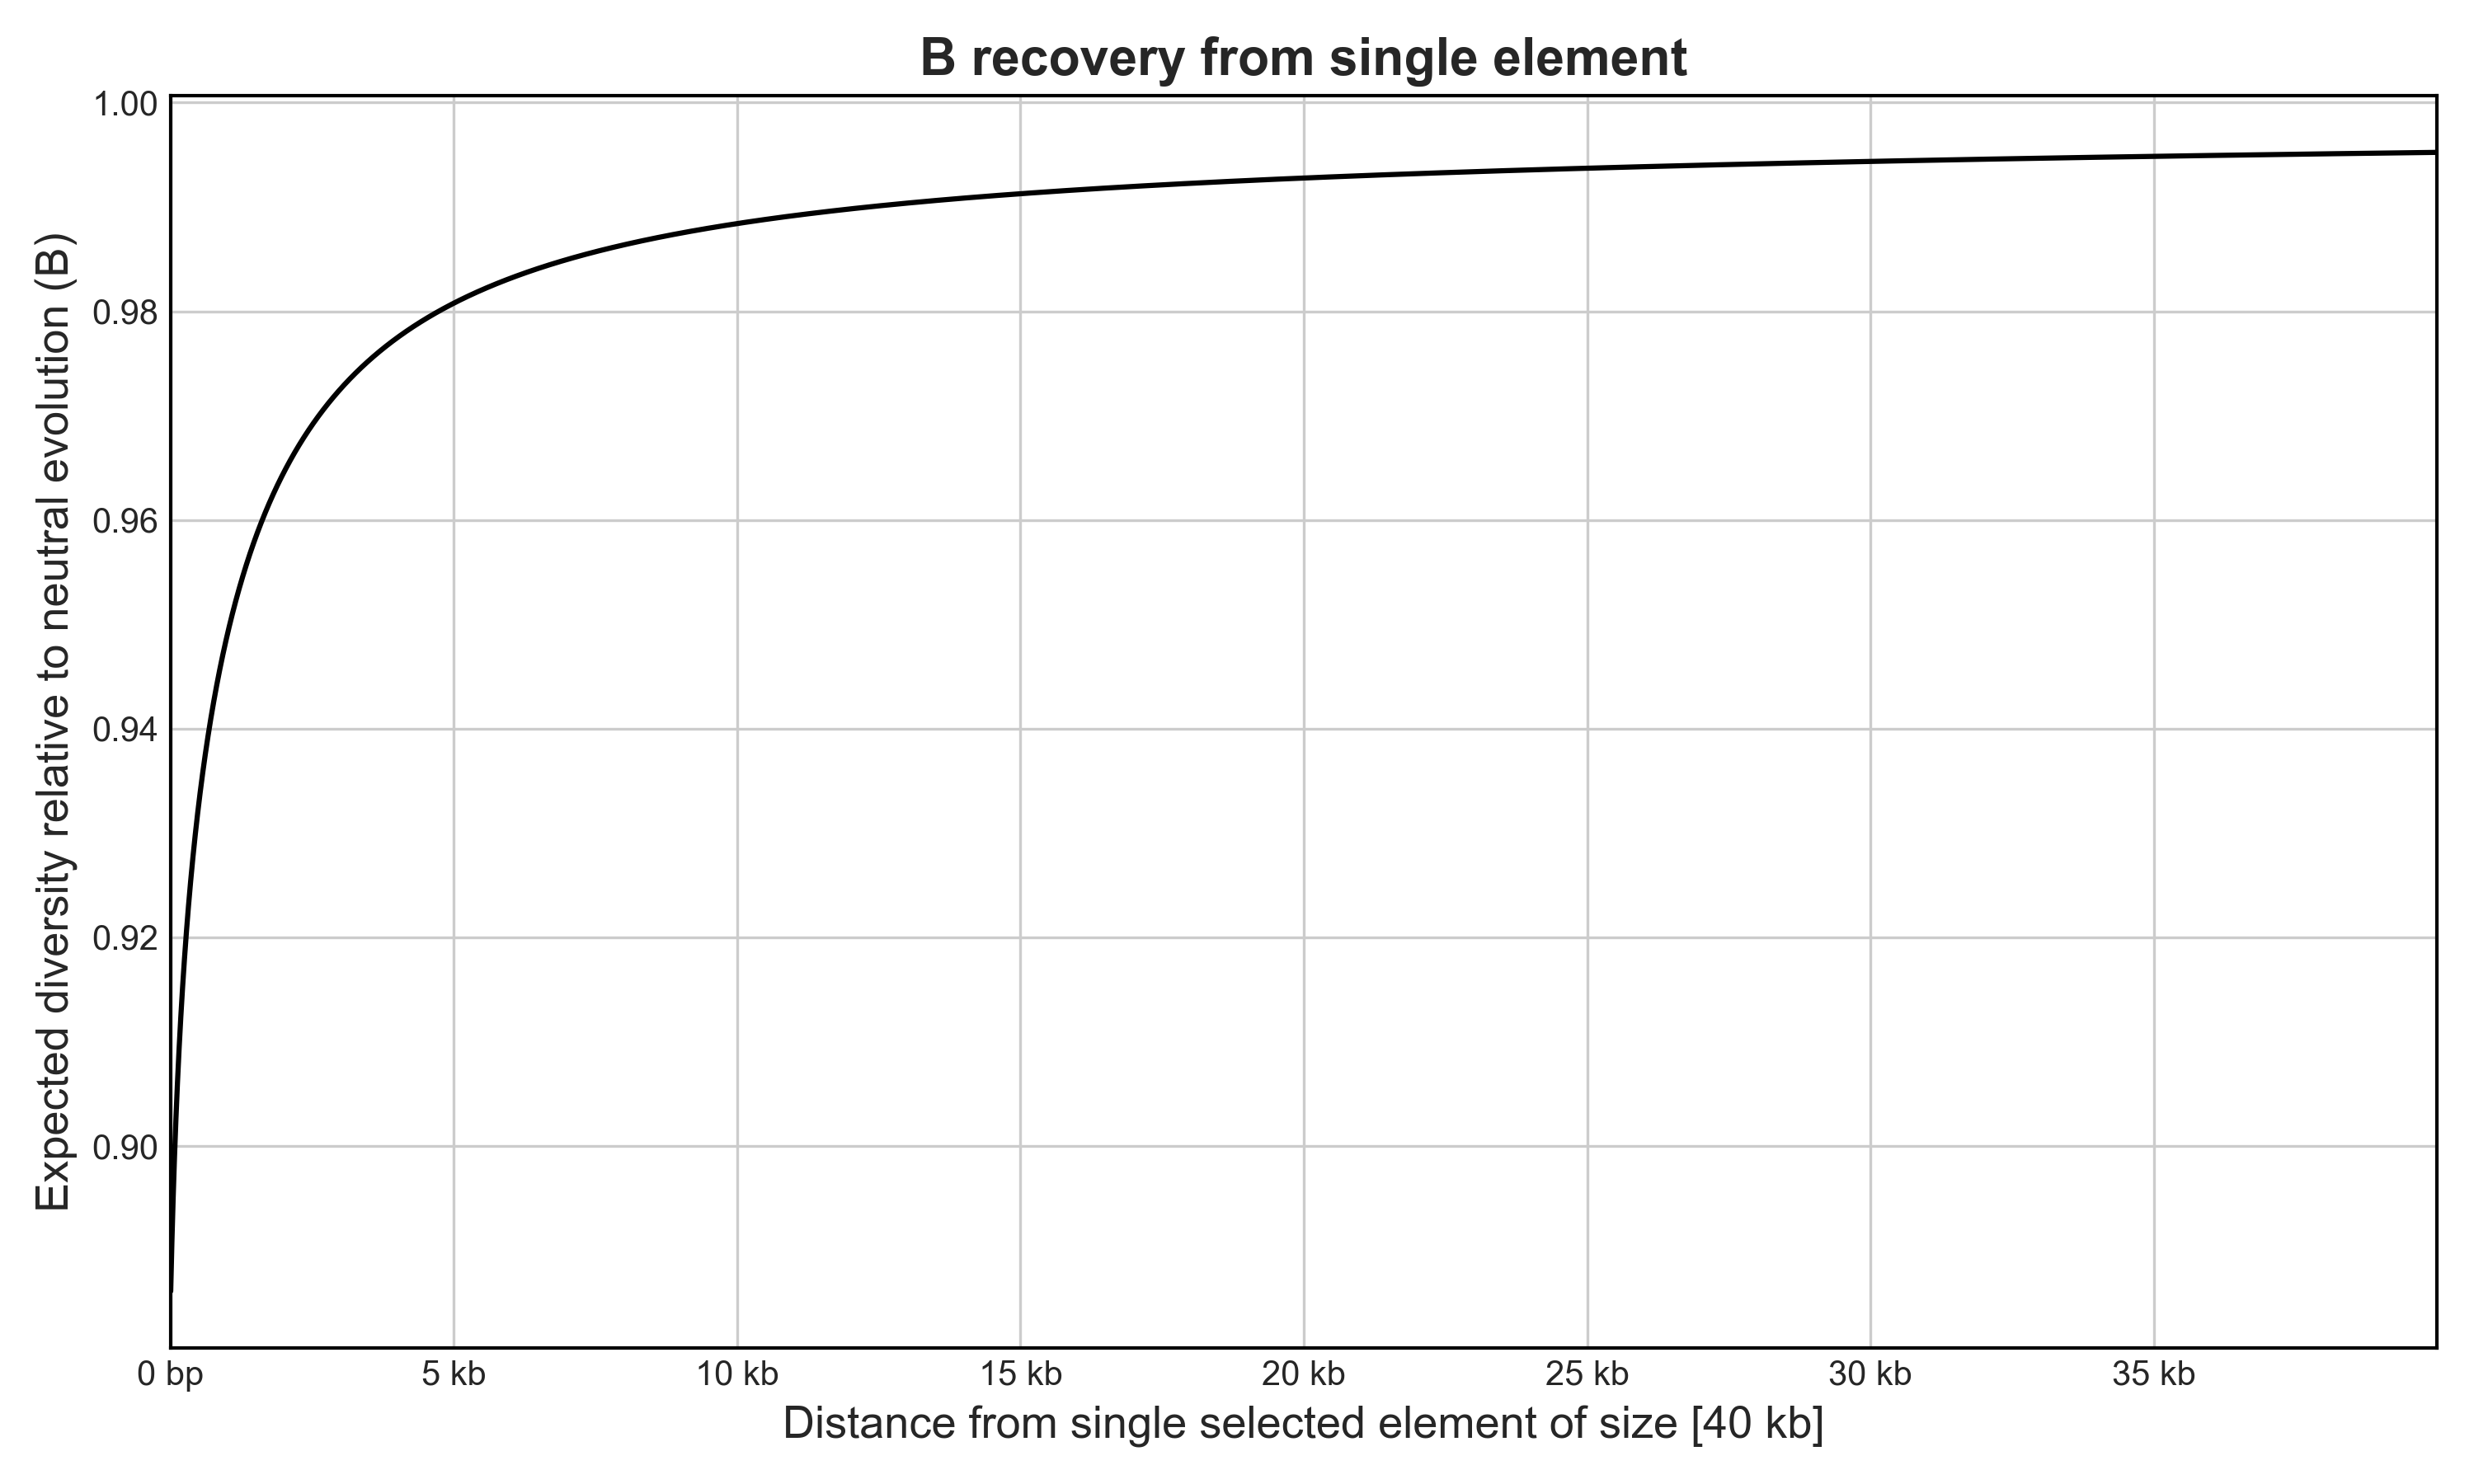 B recovery from single element
Expected diversity relative to neutral evolution (B)
1.00
0.98
0.96
0.94
0.92
0.90
0 bp
5 kb
10 kb
15 kb
20 kb
25 kb
30 kb
35 kb
Distance from single selected element of size [40 kb]